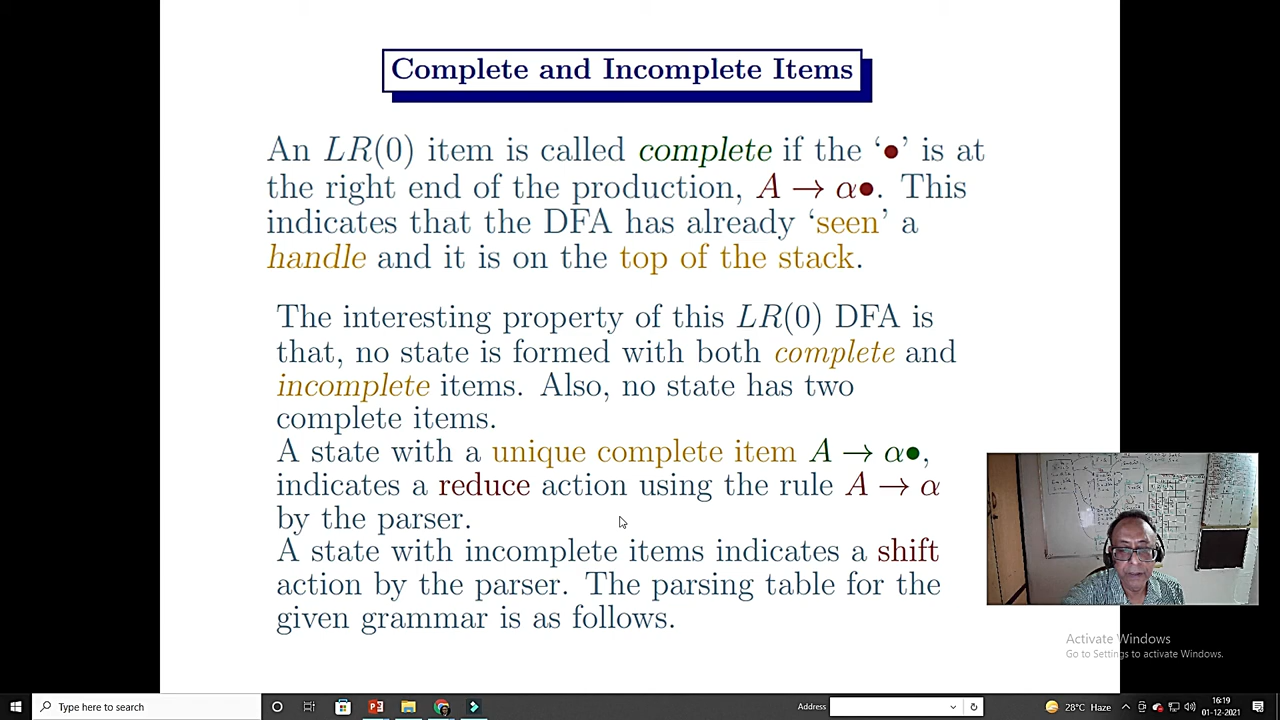 Complete and Incomplete Items
An LR(0) item is called complete if the ‘•’ is at
the right end of the production, A → α•. This
indicates that the DFA has already ‘seen’ a
handle and it is on the top of the stack.
The interesting property of this LR(0) DFA is
that, no state is formed with both complete and
incomplete items. Also, no state has two
complete items.
A state with a unique complete item A → α•,
indicates a reduce action using the rule A → α
by the parser.
A state with incomplete items indicates a shift
action by the parser. The parsing table for the
given grammar is as follows.
Activate Windows
Go to Settings to activate Windows.
Type here to search
Address
28°C Haze
16:19
01-12-2021